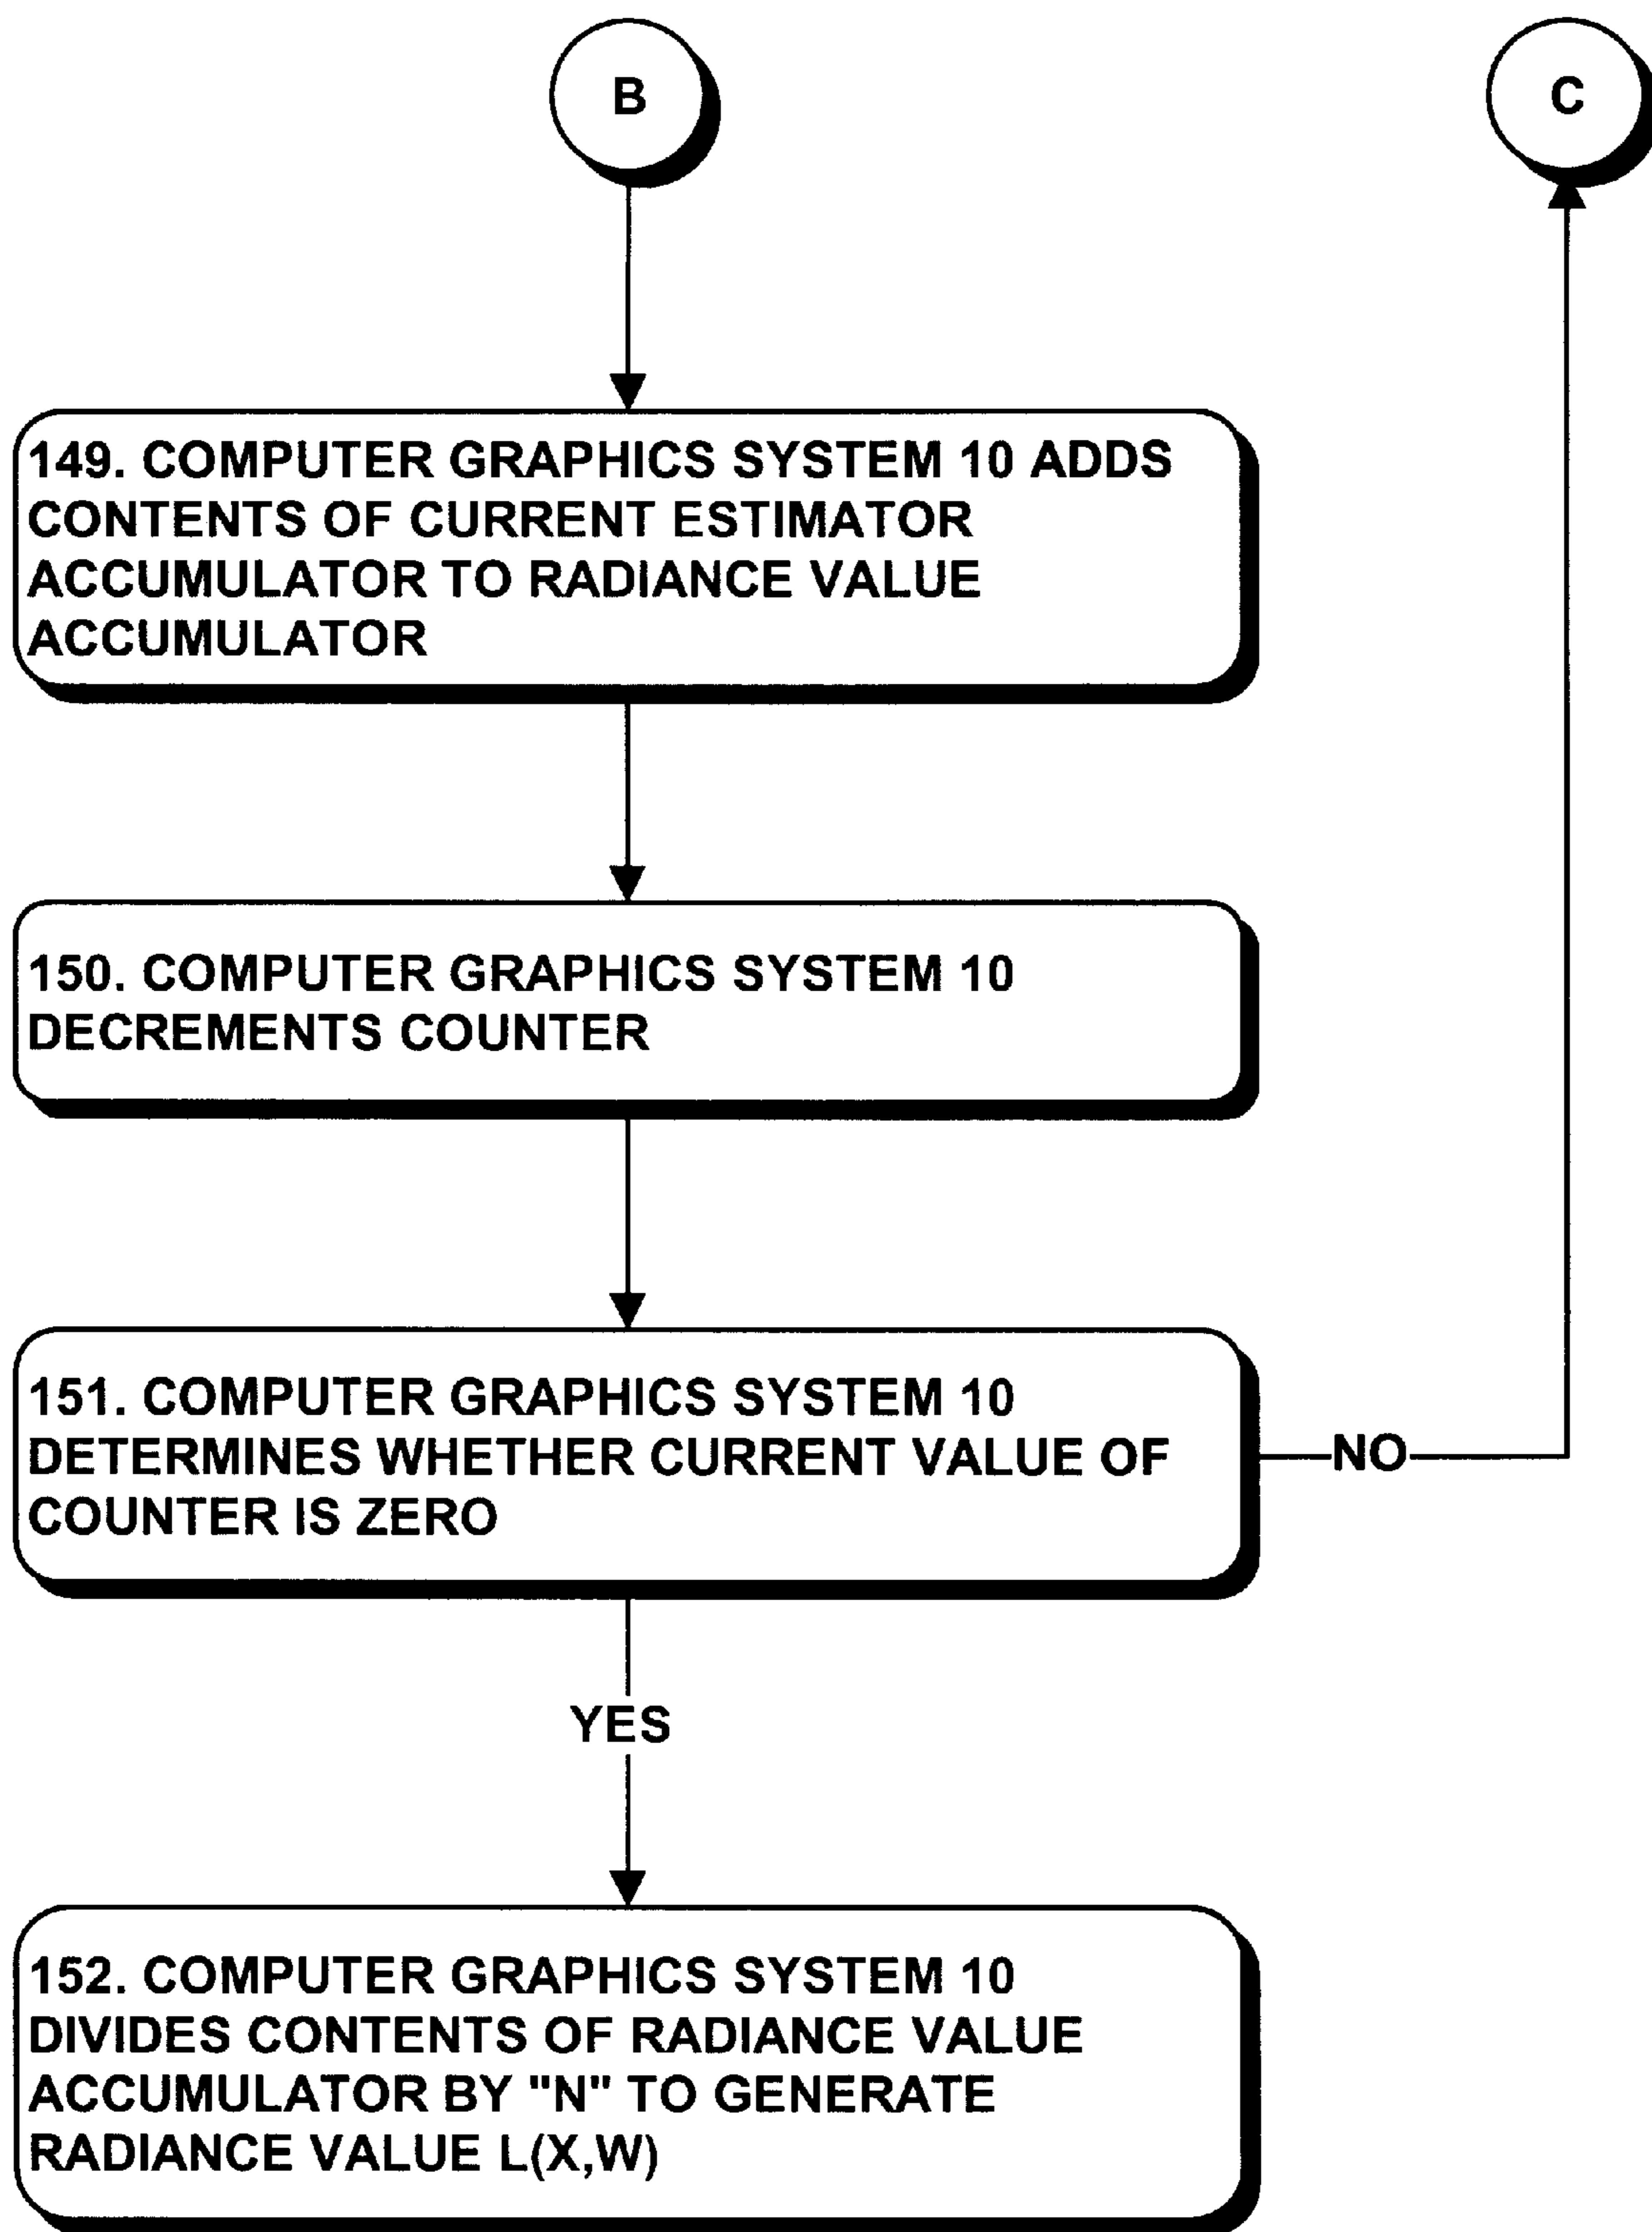 B
C
149. COMPUTER GRAPHICS SYSTEM 10 ADDS
CONTENTS OF CURRENT ESTIMATOR
ACCUMULATOR TO RADIANCE VALUE
ACCUMULATOR
150. COMPUTER GRAPHICS SYSTEM 10
DECREMENTS COUNTER
151. COMPUTER GRAPHICS SYSTEM 10
DETERMINES WHETHER CURRENT VALUE OF
COUNTER IS ZERO
NO
YES
152. COMPUTER GRAPHICS SYSTEM 10
DIVIDES CONTENTS OF RADIANCE VALUE
ACCUMULATOR BY "N" TO GENERATE
RADIANCE VALUE L(X,W)